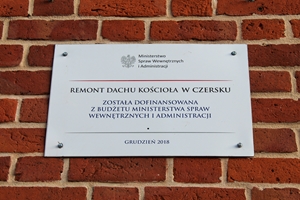 Ministerstwo
Spraw Wewnętrznych
i Administracji
REMONT DACHU KOŚCIOŁA W CZERSKU
ZOSTAŁA DOFINANSOWANA
Z BUDŻETU MINISTERSTWA SPRAW
WEWNĘTRZNYCH I ADMINISTRACJI
GRUDZIEŃ 2018